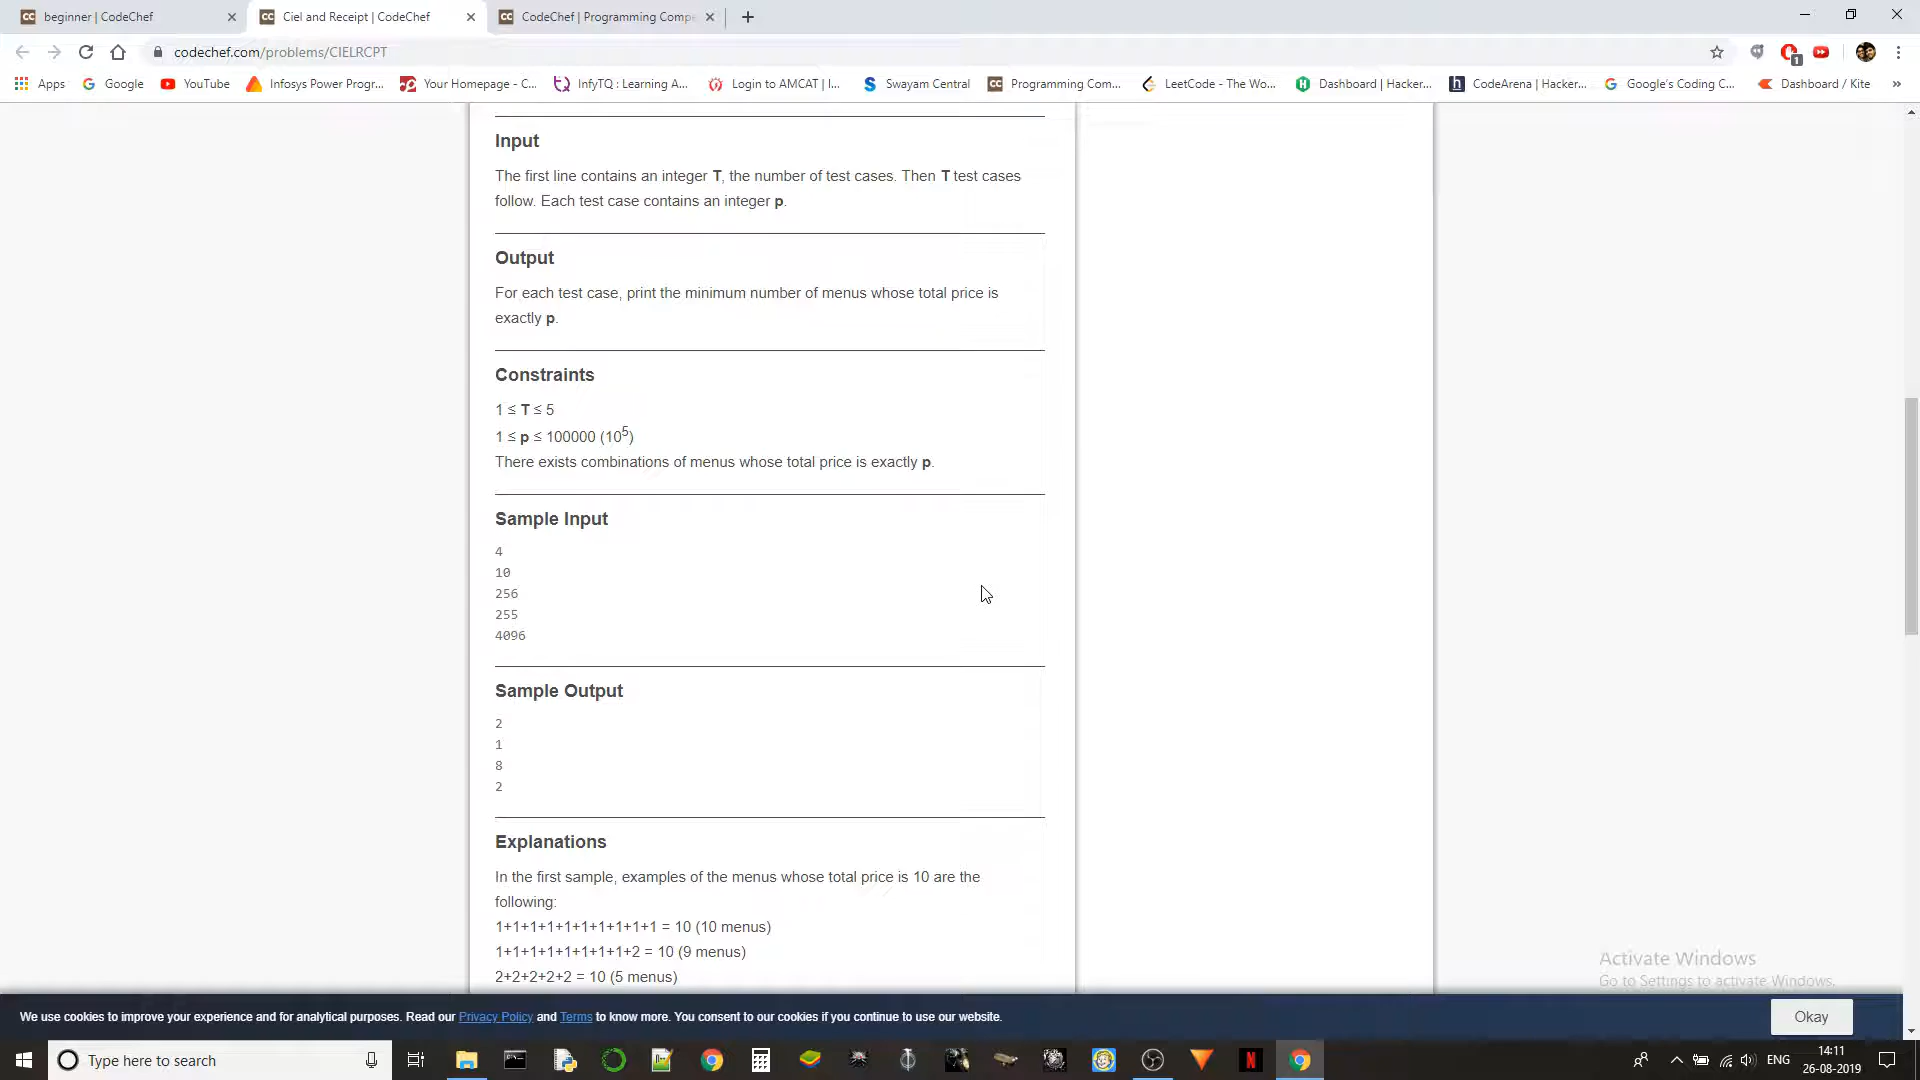 beginner | CodeChef
Ciel and Receipt | CodeChef
CodeChef | Programming Compe
codechef.com/problems/CIELRCPT
Apps
Google
YouTube
Infosys Power Progr...
Your Homepage - C...
InfyTQ : Learning A...
Login to AMCAT | I...
Swayam Central
Programming Com...
LeetCode - The Wo...
Dashboard | Hacker...
CodeArena | Hacker...
Google's Coding C...
Dashboard / Kite
»
Input
The first line contains an integer T, the number of test cases. Then T test cases
follow. Each test case contains an integer p.
Output
For each test case, print the minimum number of menus whose total price is
exactly p.
Constraints
1 ≤ T ≤ 5
1 ≤ p ≤ 100000 (10^5)
There exists combinations of menus whose total price is exactly p.
Sample Input
4
10
256
255
4096
Sample Output
2
1
8
2
Explanations
In the first sample, examples of the menus whose total price is 10 are the
following:
1+1+1+1+1+1+1+1+1+1 = 10 (10 menus)
1+1+1+1+1+1+1+1+2 = 10 (9 menus)
2+2+2+2+2 = 10 (5 menus)
Activate Windows
Go to Settings to activate Windows.
We use cookies to improve your experience and for analytical purposes. Read our Privacy Policy and Terms to know more. You consent to our cookies if you continue to use our website.
Okay
Type here to search
ENG
14:11
26-08-2019